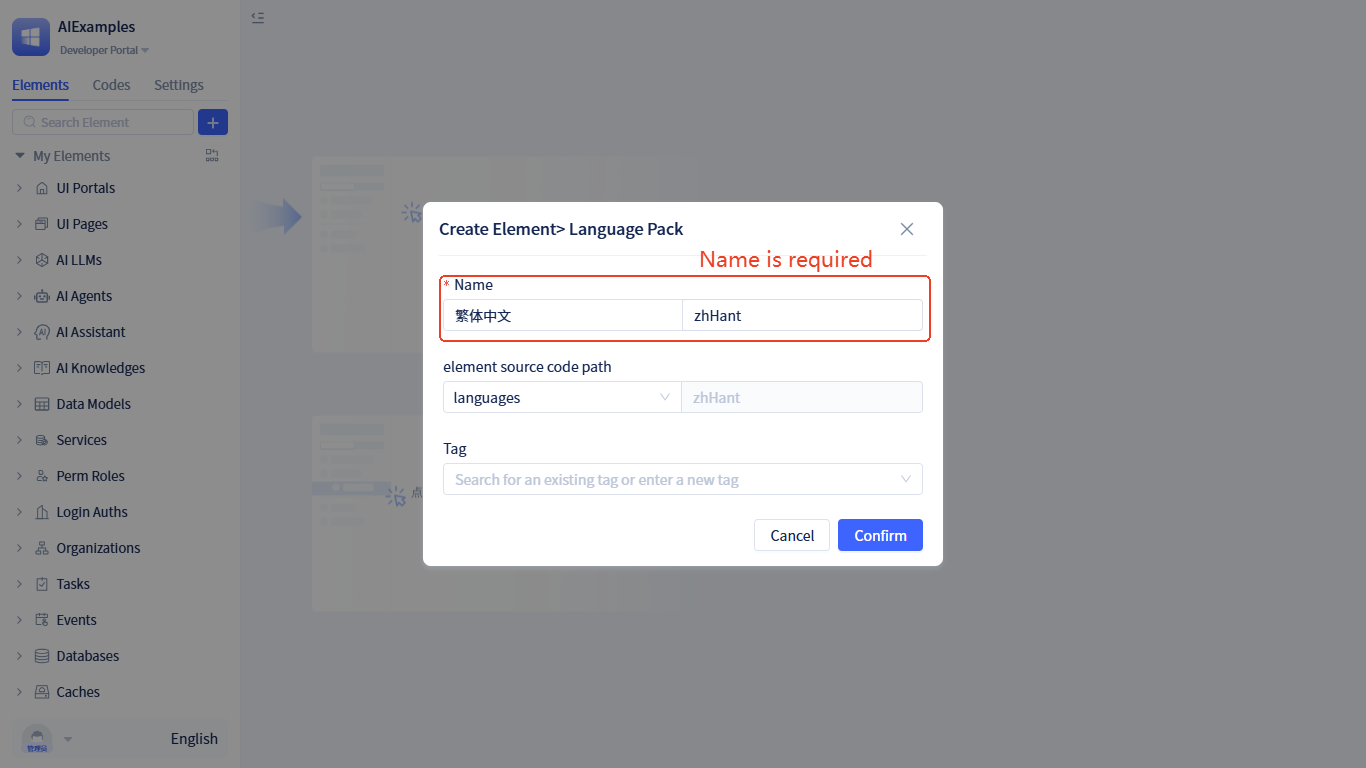 AIExamples
Developer Portal
Elements Codes Settings
Search Element
My Elements
UI Portals
UI Pages
AI LLMs
AI Agents
AI Assistant
AI Knowledges
Data Models
Services
Perm Roles
Login Auths
Organizations
Tasks
Events
Databases
Caches
管理员
English
点
Create Element> Language Pack
Name is required
* Name
繁体中文 zhHant
element source code path
languages zhHant
Tag
Search for an existing tag or enter a new tag
Cancel Confirm